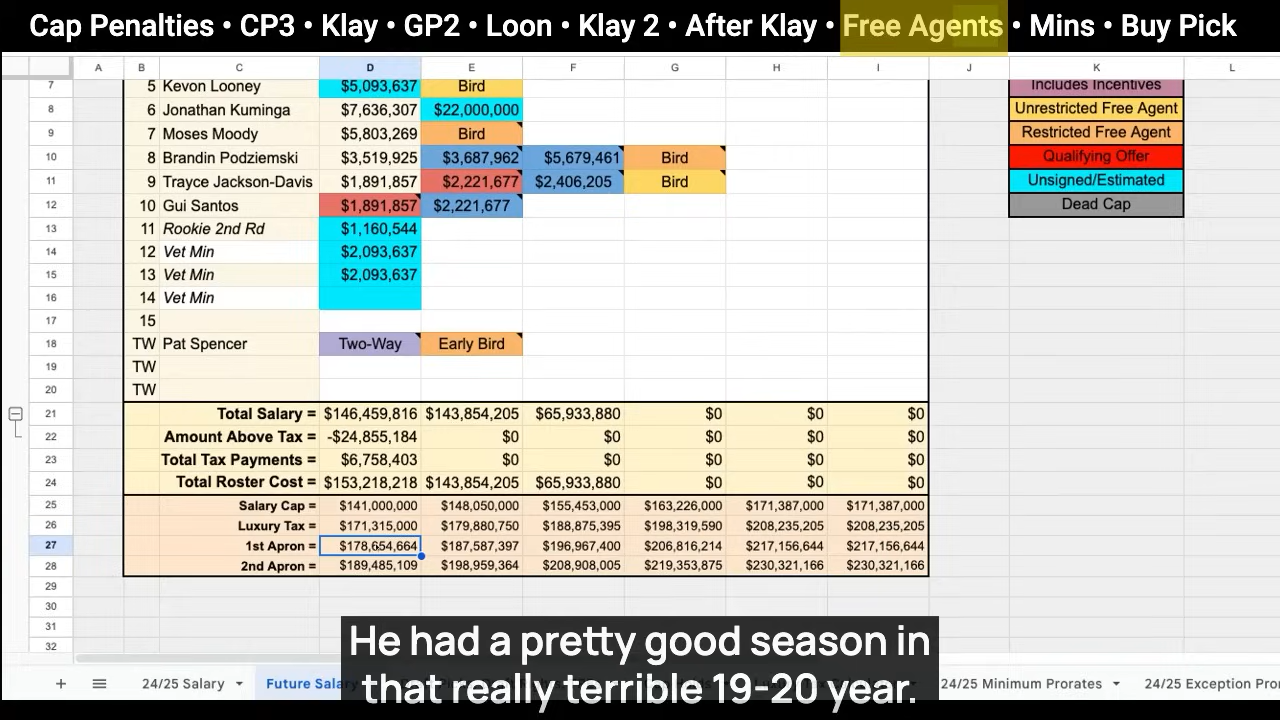 Cap Penalties • CP3 • Klay • GP2 • Loon • Klay 2 • After Klay • Free Agents • Mins • Buy Pick
A B C D E F G H I J K L
7 5 Kevon Looney $5,093,637 Bird Includes Incentives
8 6 Jonathan Kuminga $7,636,307 $22,000,000 Unrestricted Free Agent
9 7 Moses Moody $5,803,269 Bird Restricted Free Agent
10 8 Brandin Podziemski $3,519,925 $3,687,962 $5,679,461 Bird Qualifying Offer
11 9 Trayce Jackson-Davis $1,891,857 $2,221,677 $2,406,205 Bird Unsigned/Estimated
12 10 Gui Santos $1,891,857 $2,221,677 Dead Cap
13 11 Rookie 2nd Rd $1,160,544
14 12 Vet Min $2,093,637
15 13 Vet Min $2,093,637
16 14 Vet Min
17 15
18 TW Pat Spencer Two-Way Early Bird
19 TW
20 TW
21 Total Salary = $146,459,816 $143,854,205 $65,933,880 $0 $0 $0
22 Amount Above Tax = -$24,855,184 $0 $0 $0 $0 $0
23 Total Tax Payments = $6,758,403 $0 $0 $0 $0 $0
24 Total Roster Cost = $153,218,218 $143,854,205 $65,933,880 $0 $0 $0
25 Salary Cap = $141,000,000 $148,050,000 $155,453,000 $163,226,000 $171,387,000 $171,387,000
26 Luxury Tax = $171,315,000 $179,880,750 $188,875,395 $198,319,590 $208,235,205 $208,235,205
27 1st Apron = $178,654,664 $187,587,397 $196,967,400 $206,816,214 $217,156,644 $217,156,644
28 2nd Apron = $189,485,109 $198,959,364 $208,908,005 $219,353,875 $230,321,166 $230,321,166
29
30
31
32
He had a pretty good season in
that really terrible 19-20 year.
+ 24/25 Salary Future Salary 24/25 Minimum Prorates 24/25 Exception Pro